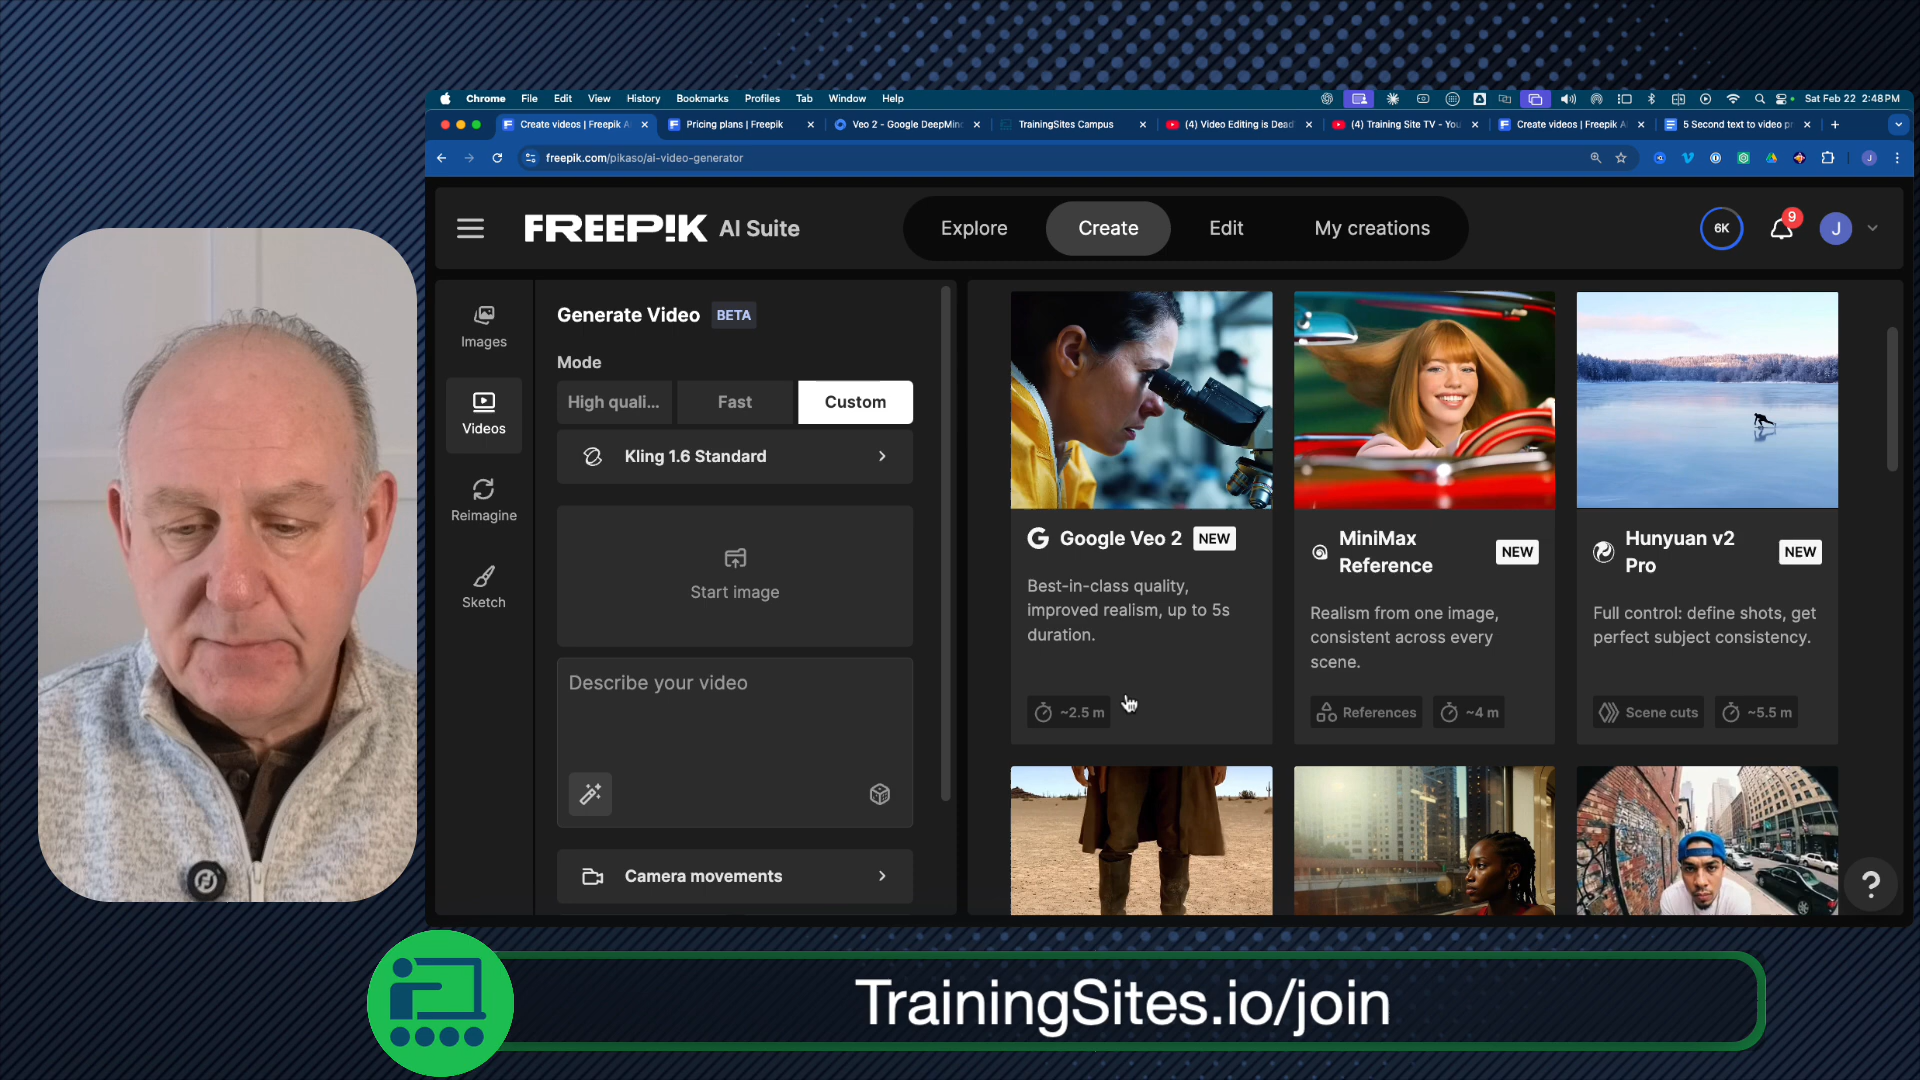 Chrome File Edit View History Bookmarks Profiles Tab Window Help
Sat Feb 22 2:48 PM
Create videos | Freepik A
Pricing plans | Freepik
Veo 2 - Google DeepMin
TrainingSites Campus
(4) Video Editing is Dead
(4) Training Site TV - You
Create videos | Freepik A
5 Second text to video p
freepik.com/pikaso/ai-video-generator
J
FREEPIK AI Suite
Explore
Create
Edit
My creations
6K
9
J
Images
Videos
Reimagine
Sketch
Generate Video BETA
Mode
High quali...
Fast
Custom
Kling 1.6 Standard
Start image
Describe your video
Camera movements
Google Veo 2 NEW
Best-in-class quality,
improved realism, up to 5s
duration.
~2.5 m
MiniMax
Reference
NEW
Realism from one image,
consistent across every
scene.
References
~4 m
Hunyuan v2
Pro
NEW
Full control: define shots, get
perfect subject consistency.
Scene cuts
~5.5 m
?
TrainingSites.io/join